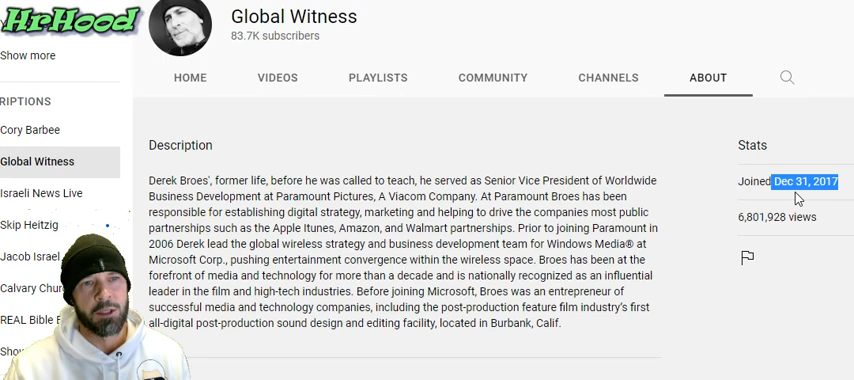 HrHood
Global Witness
83.7K subscribers
Show more
HOME VIDEOS PLAYLISTS COMMUNITY CHANNELS ABOUT
RIPTIONS
Cory Barbee
Global Witness
Israeli News Live
Skip Heitzig
Jacob Israel
Calvary Chur
REAL Bible
Sho
Description
Derek Broes', former life, before he was called to teach, he served as Senior Vice President of Worldwide
Business Development at Paramount Pictures, A Viacom Company. At Paramount Broes has been
responsible for establishing digital strategy, marketing and helping to drive the companies most public
partnerships such as the Apple Itunes, Amazon, and Walmart partnerships. Prior to joining Paramount in
2006 Derek lead the global wireless strategy and business development team for Windows Media® at
Microsoft Corp., pushing entertainment convergence within the wireless space. Broes has been at the
forefront of media and technology for more than a decade and is nationally recognized as an influential
leader in the film and high-tech industries. Before joining Microsoft, Broes was an entrepreneur of
successful media and technology companies, including the post-production feature film industry's first
all-digital post-production sound design and editing facility, located in Burbank, Calif.
Stats
Joined Dec 31, 2017
6,801,928 views